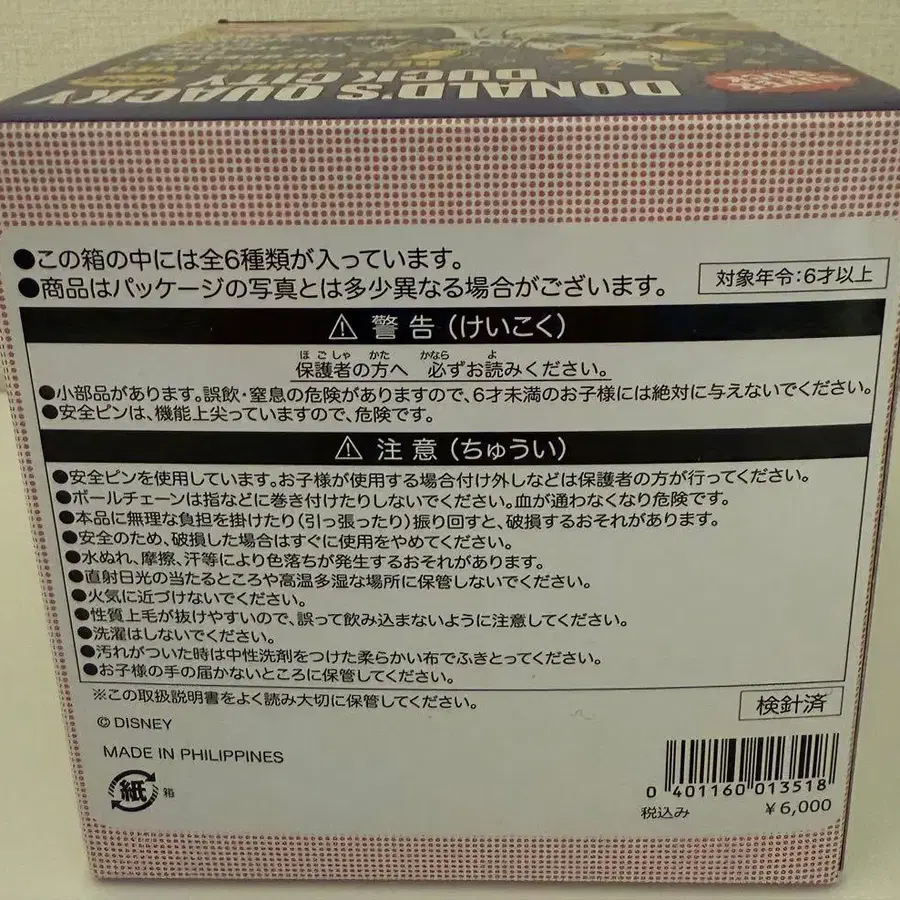 DONALD'S QUACKY
DUCK CITY
●この箱の中には全6種類が入っています。
●商品はパッケージの写真とは多少異なる場合がございます。
対象年令:6才以上
⚠ 警告(けいこく)
ほごしゃ かた かなら よ
保護者の方へ 必ずお読みください。
●小部品があります。誤飲・窒息の危険がありますので、6才未満のお子様には絶対に与えないでください。
●安全ピンは、機能上尖っていますので、危険です。
⚠ 注意(ちゅうい)
●安全ピンを使用しています。お子様が使用する場合付け外しなどは保護者の方が行ってください。
●ボールチェーンは指などに巻き付けたりしないでください。血が通わなくなり危険です。
●本品に無理な負担を掛けたり(引っ張ったり)振り回すと、破損するおそれがあります。
●安全のため、破損した場合はすぐに使用をやめてください。
●水ぬれ、摩擦、汗等により色落ちが発生するおそれがあります。
●直射日光の当たるところや高温多湿な場所に保管しないでください。
●火気に近づけないでください。
●性質上毛が抜けやすいので、誤って飲み込まないように注意してください。
●洗濯はしないでください。
●汚れがついた時は中性洗剤をつけた柔らかい布でふきとってください。
●お子様の手の届かないところに保管してください。
※この取扱説明書をよく読み大切に保管してください。
検針済
© DISNEY
MADE IN PHILIPPINES
紙 箱
0 401160 013518
税込み ¥6,000